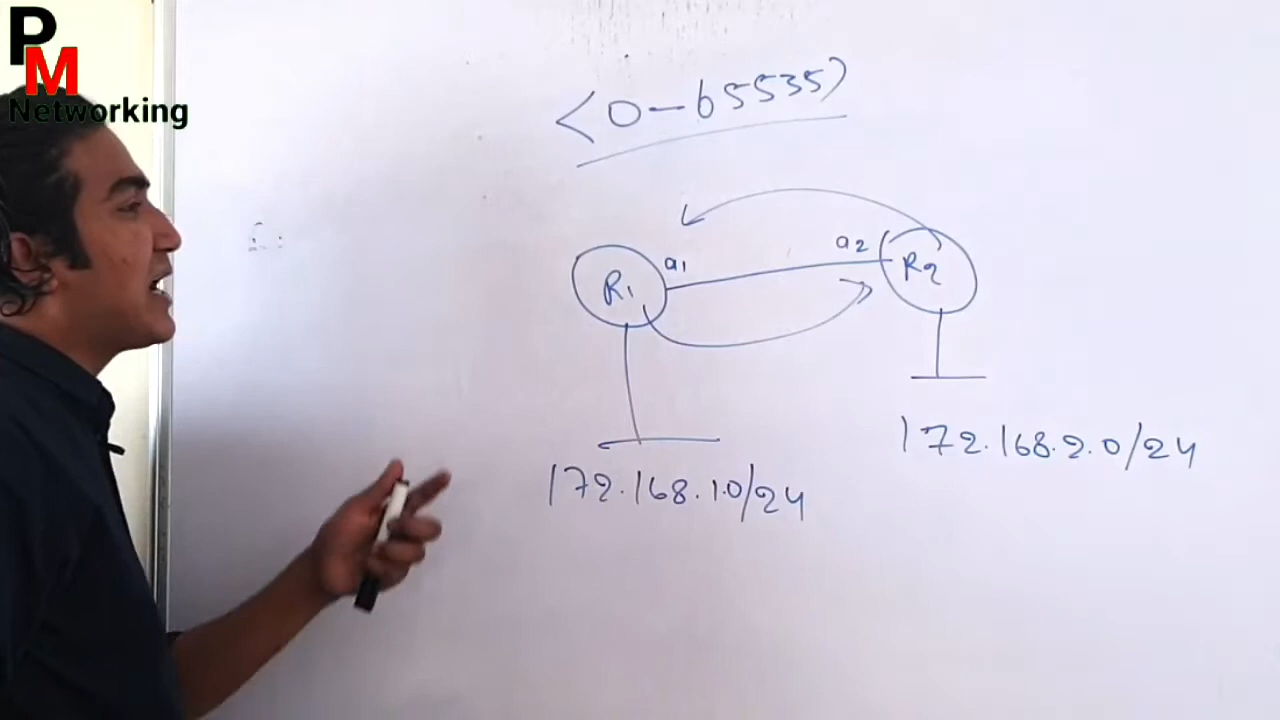 PM
Networking
<0-65535)
a1
a2
R1
R2
172.168.2.0/24
172.168.1.0/24